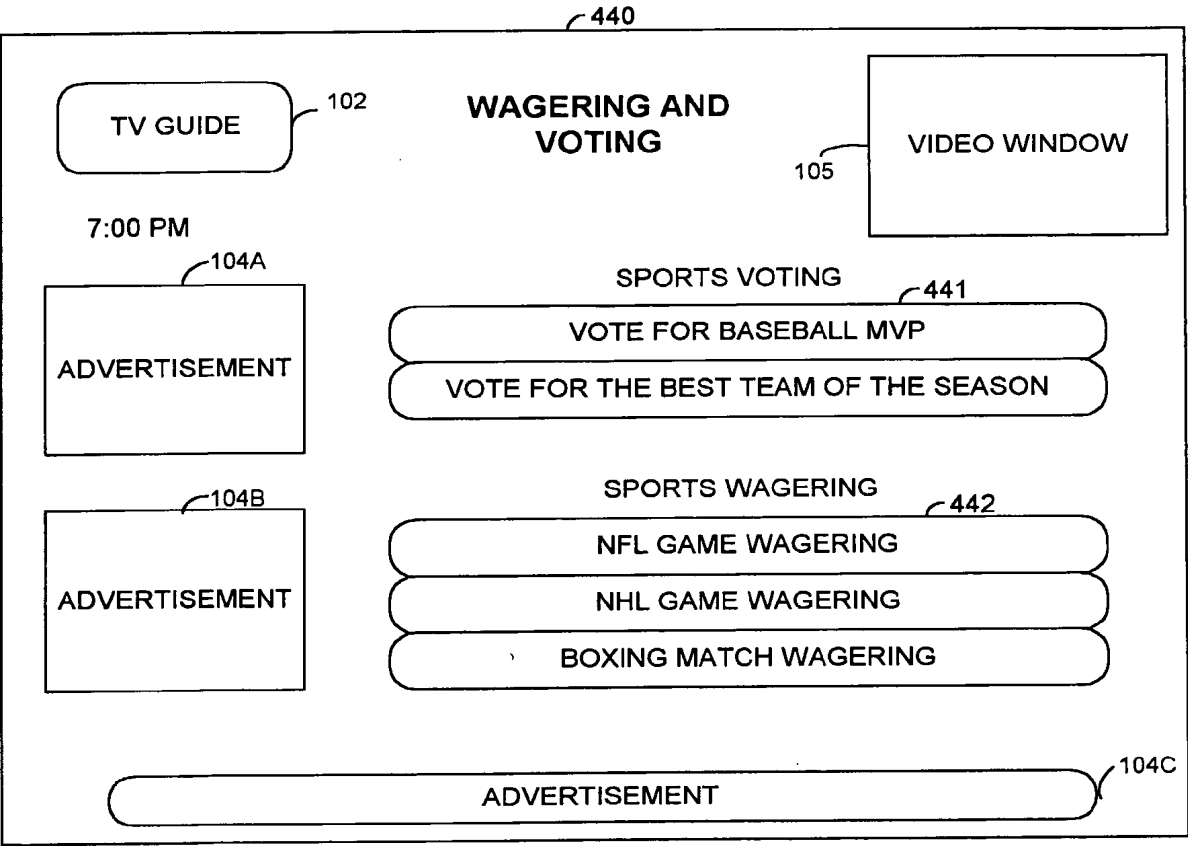 440
TV GUIDE
102
WAGERING AND
VOTING
105
VIDEO WINDOW
7:00 PM
104A
ADVERTISEMENT
SPORTS VOTING
441
VOTE FOR BASEBALL MVP
VOTE FOR THE BEST TEAM OF THE SEASON
104B
ADVERTISEMENT
SPORTS WAGERING
442
NFL GAME WAGERING
NHL GAME WAGERING
BOXING MATCH WAGERING
ADVERTISEMENT
104C